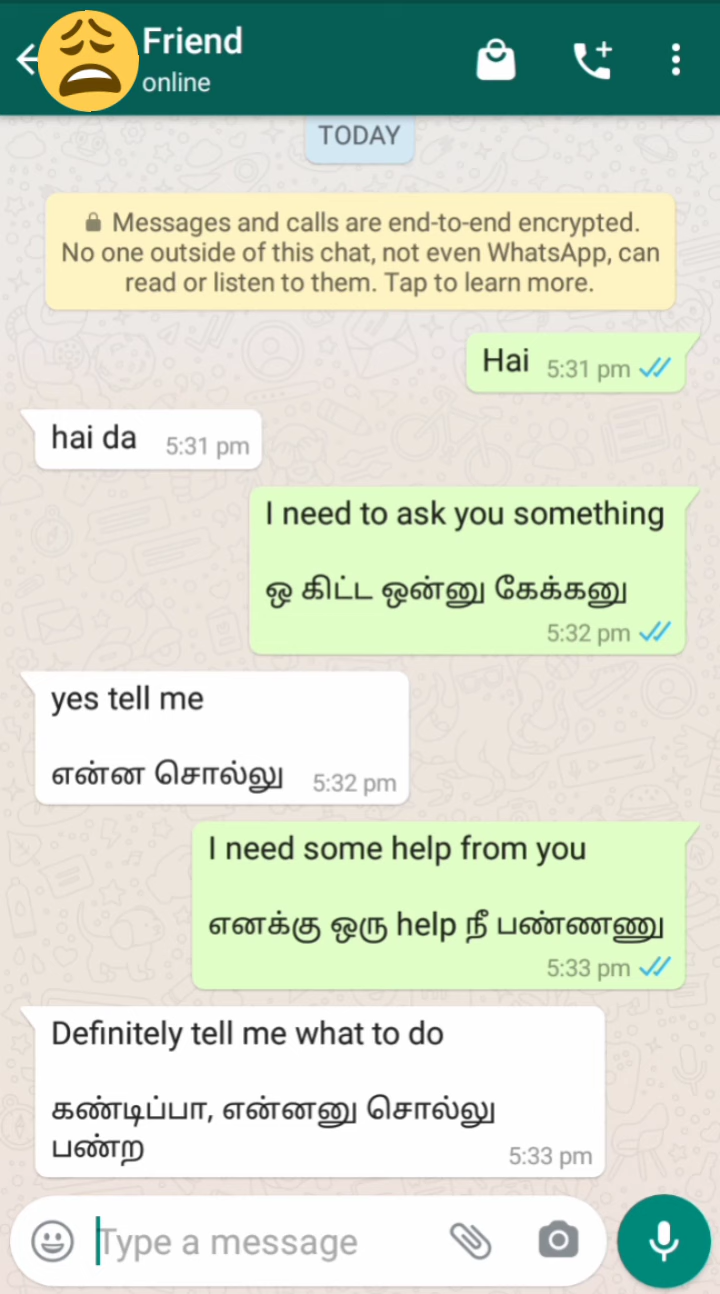 Friend
online
TODAY
Messages and calls are end-to-end encrypted.
No one outside of this chat, not even WhatsApp, can
read or listen to them. Tap to learn more.
Hai 5:31 pm
hai da 5:31 pm
I need to ask you something
ஒ கிட்ட ஒன்னு கேக்கனு
5:32 pm
yes tell me
என்ன சொல்லு 5:32 pm
I need some help from you
எனக்கு ஒரு help நீ பண்ணணு
5:33 pm
Definitely tell me what to do
கண்டிப்பா, என்னனு சொல்லு
பண்ற 5:33 pm
Type a message